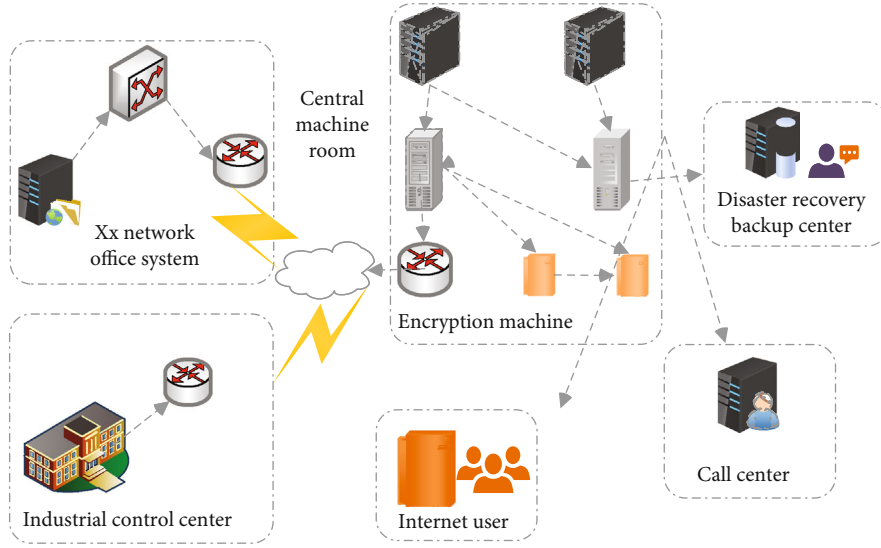 Central
machine
room
Xx network
office system
Disaster recovery
backup center
Encryption machine
Call center
Industrial control center
Internet user